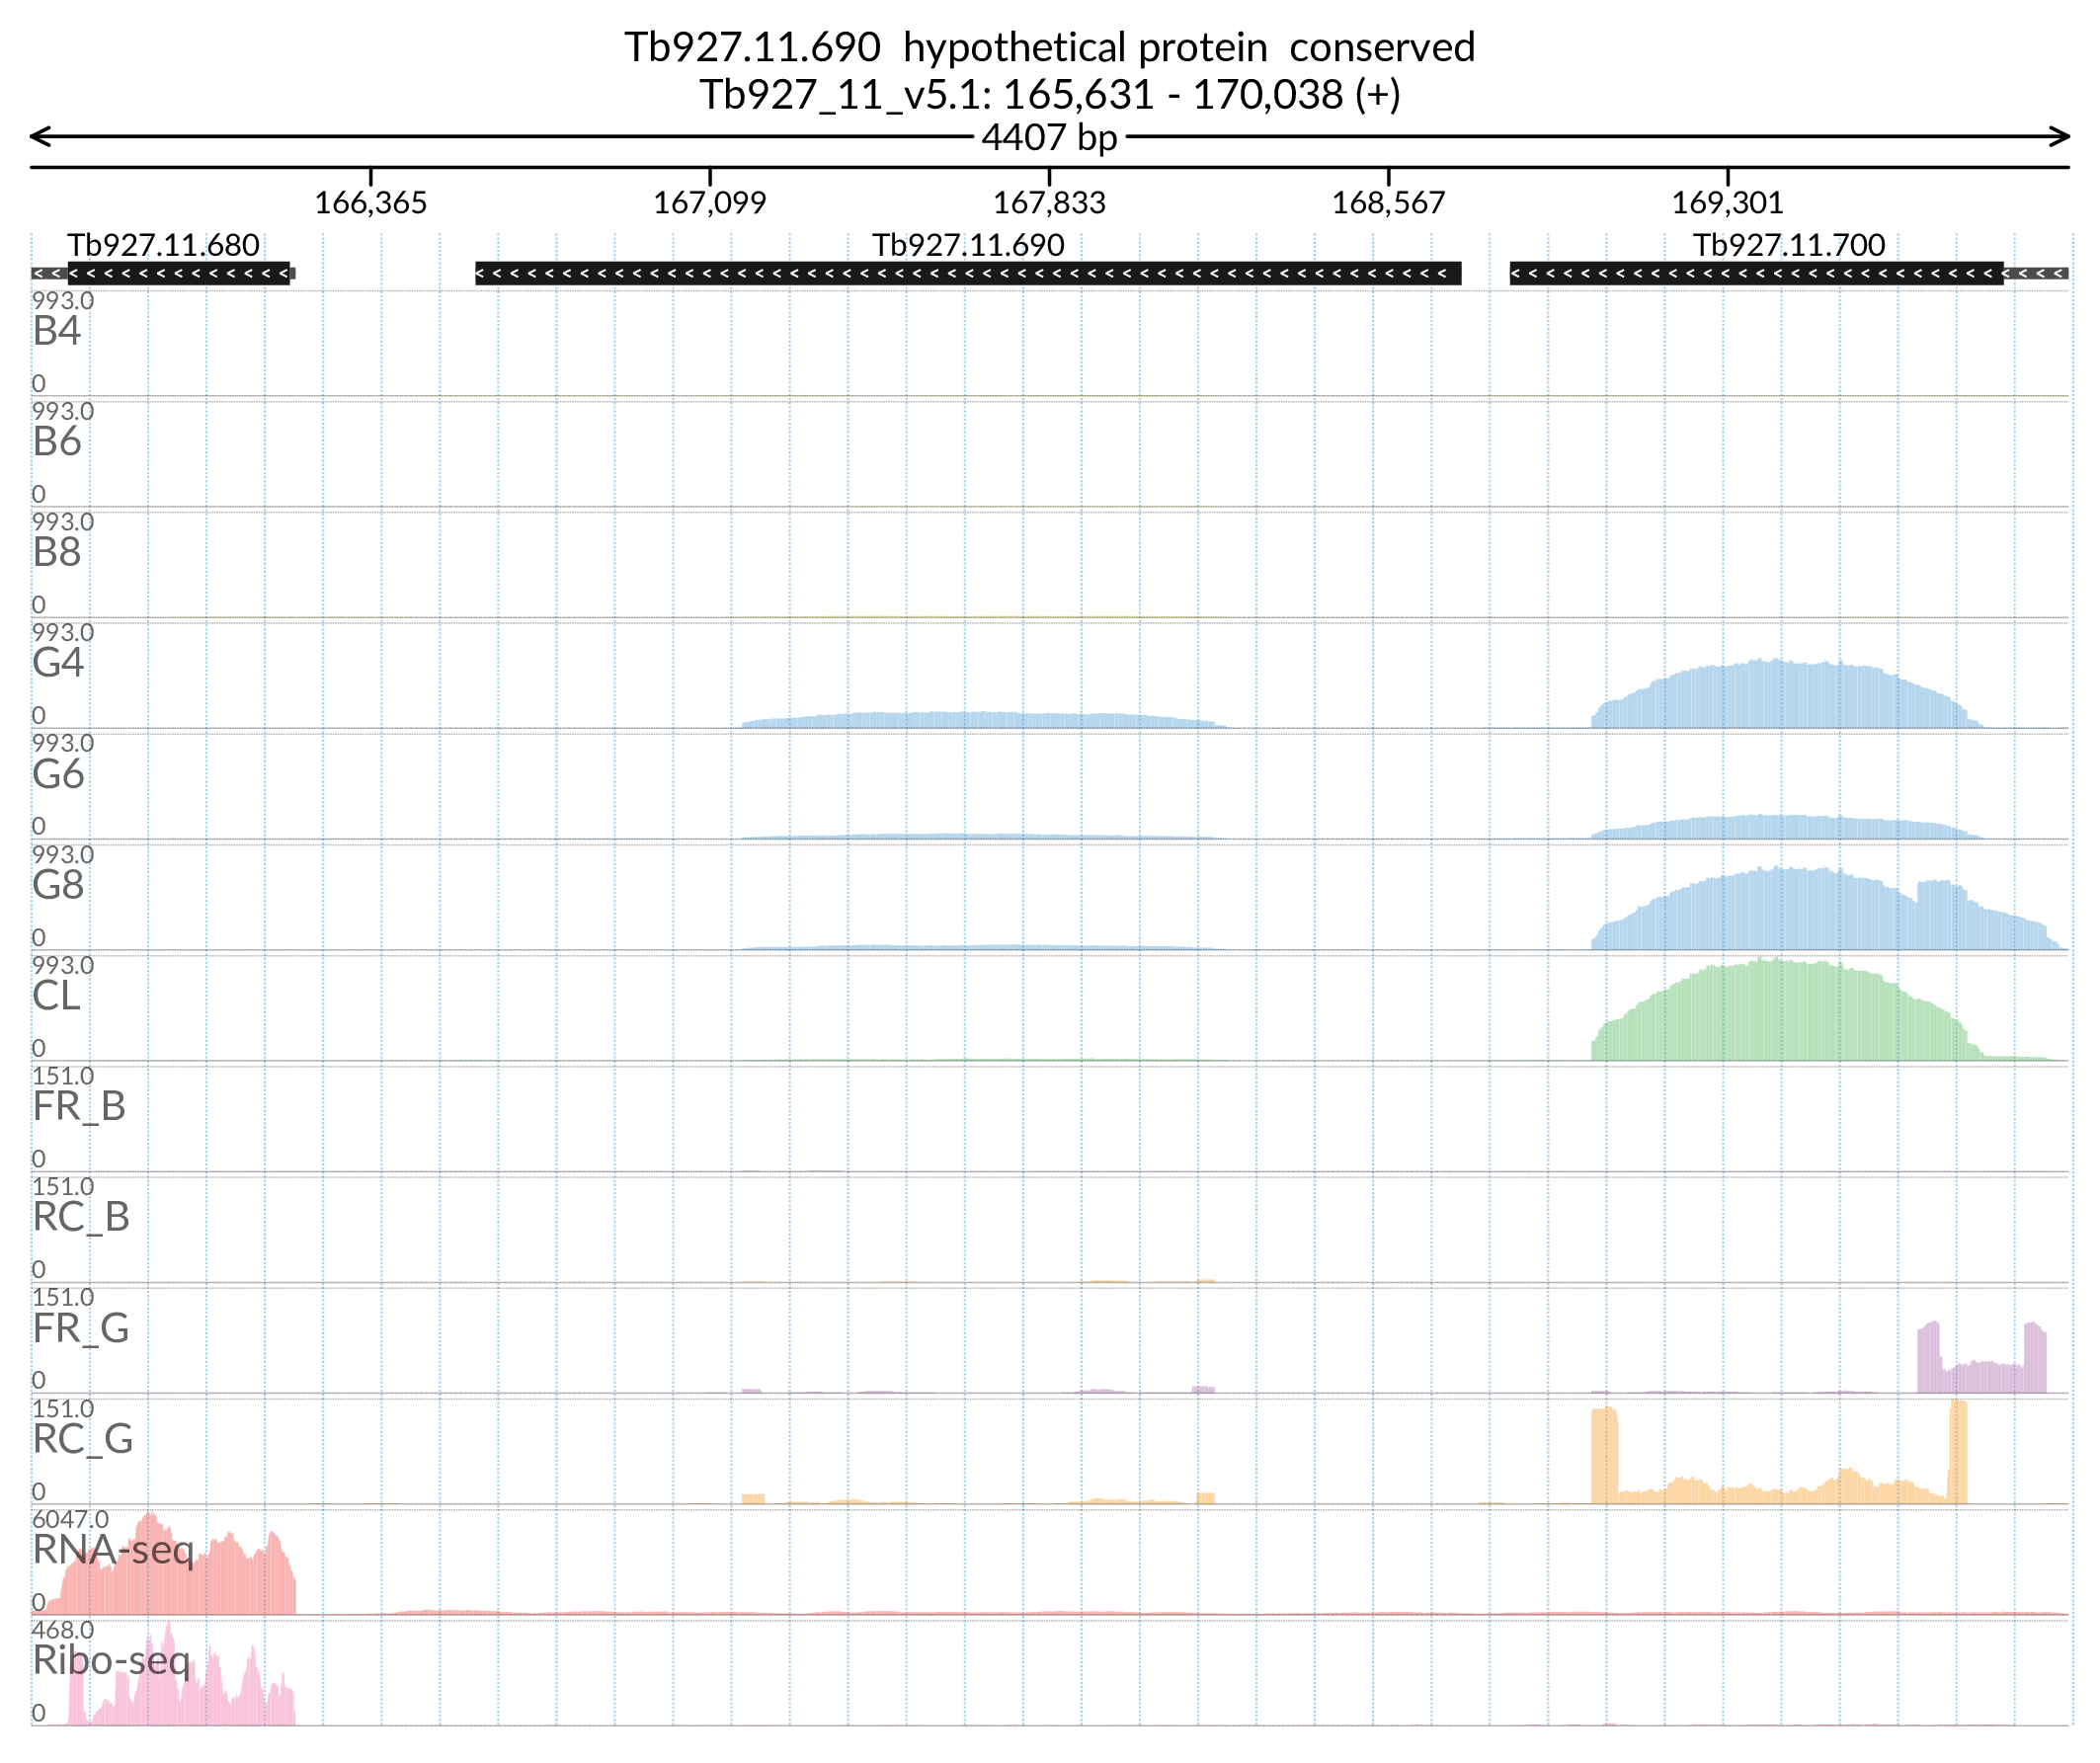 Tb927.11.690  hypothetical protein  conserved
Tb927_11_v5.1: 165,631 - 170,038 (+)
4407 bp
166,365 167,099 167,833 168,567 169,301
Tb927.11.680 Tb927.11.690 Tb927.11.700
993.0
B4
0
993.0
B6
0
993.0
B8
0
993.0
G4
0
993.0
G6
0
993.0
G8
0
993.0
CL
0
151.0
FR_B
0
151.0
RC_B
0
151.0
FR_G
0
151.0
RC_G
0
6047.0
RNA-seq
0
468.0
Ribo-seq
0